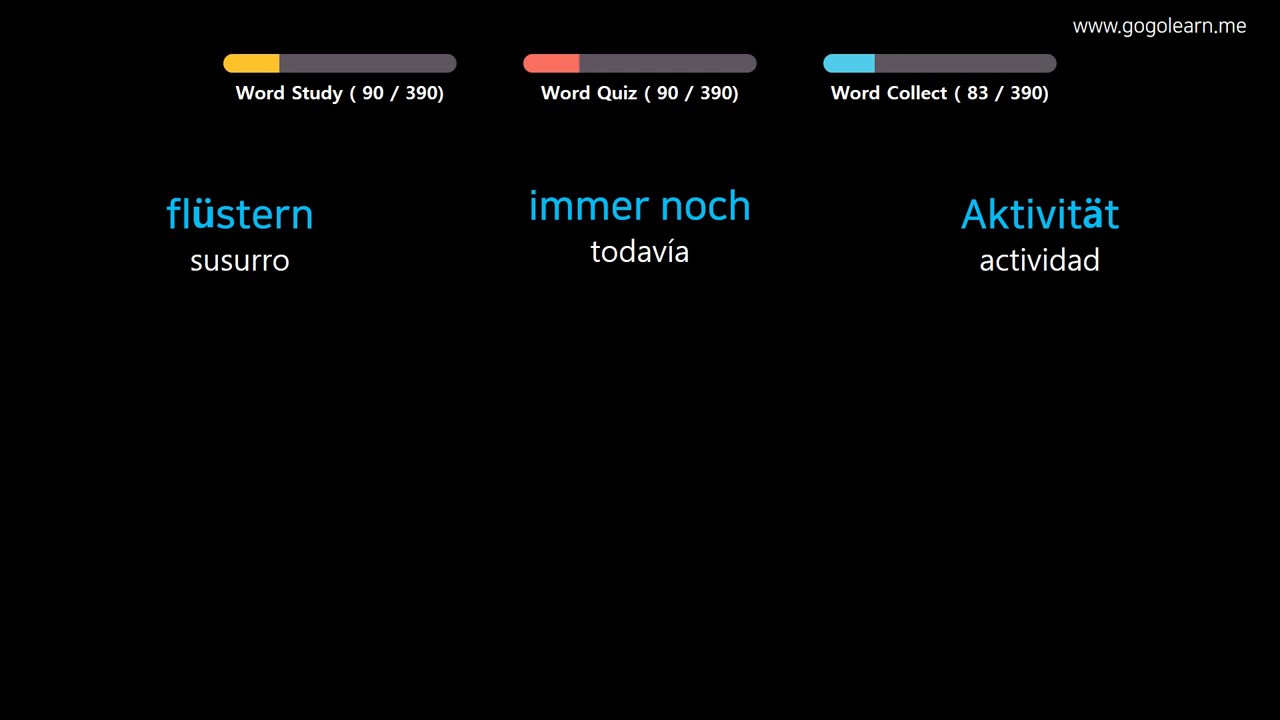 www.gogolearn.me
Word Study ( 90 / 390)
Word Quiz ( 90 / 390)
Word Collect ( 83 / 390)
flüstern
susurro
immer noch
todavía
Aktivität
actividad